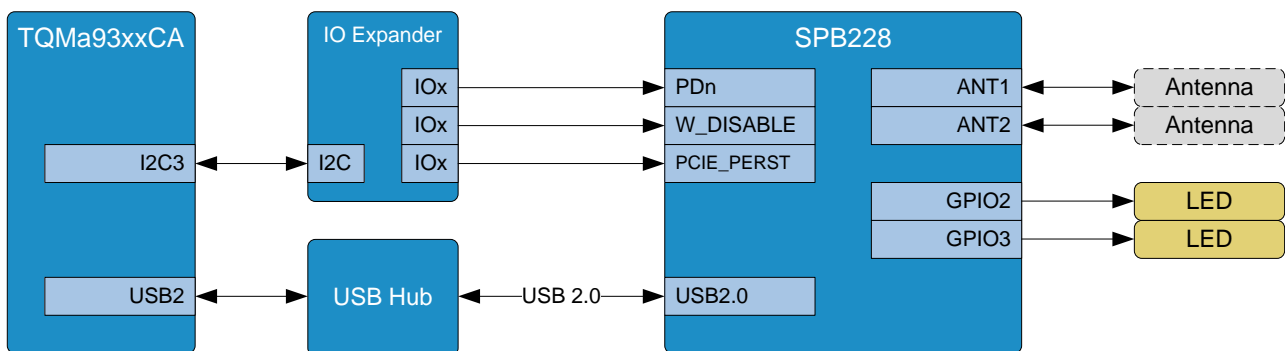 TQMa93xxCA
IO Expander
SPB228
IOx
PDn
ANT1
Antenna
IOx
W_DISABLE
ANT2
Antenna
I2C3
I2C
IOx
PCIE_PERST
GPIO2
LED
GPIO3
LED
USB2
USB Hub
USB 2.0
USB2.0